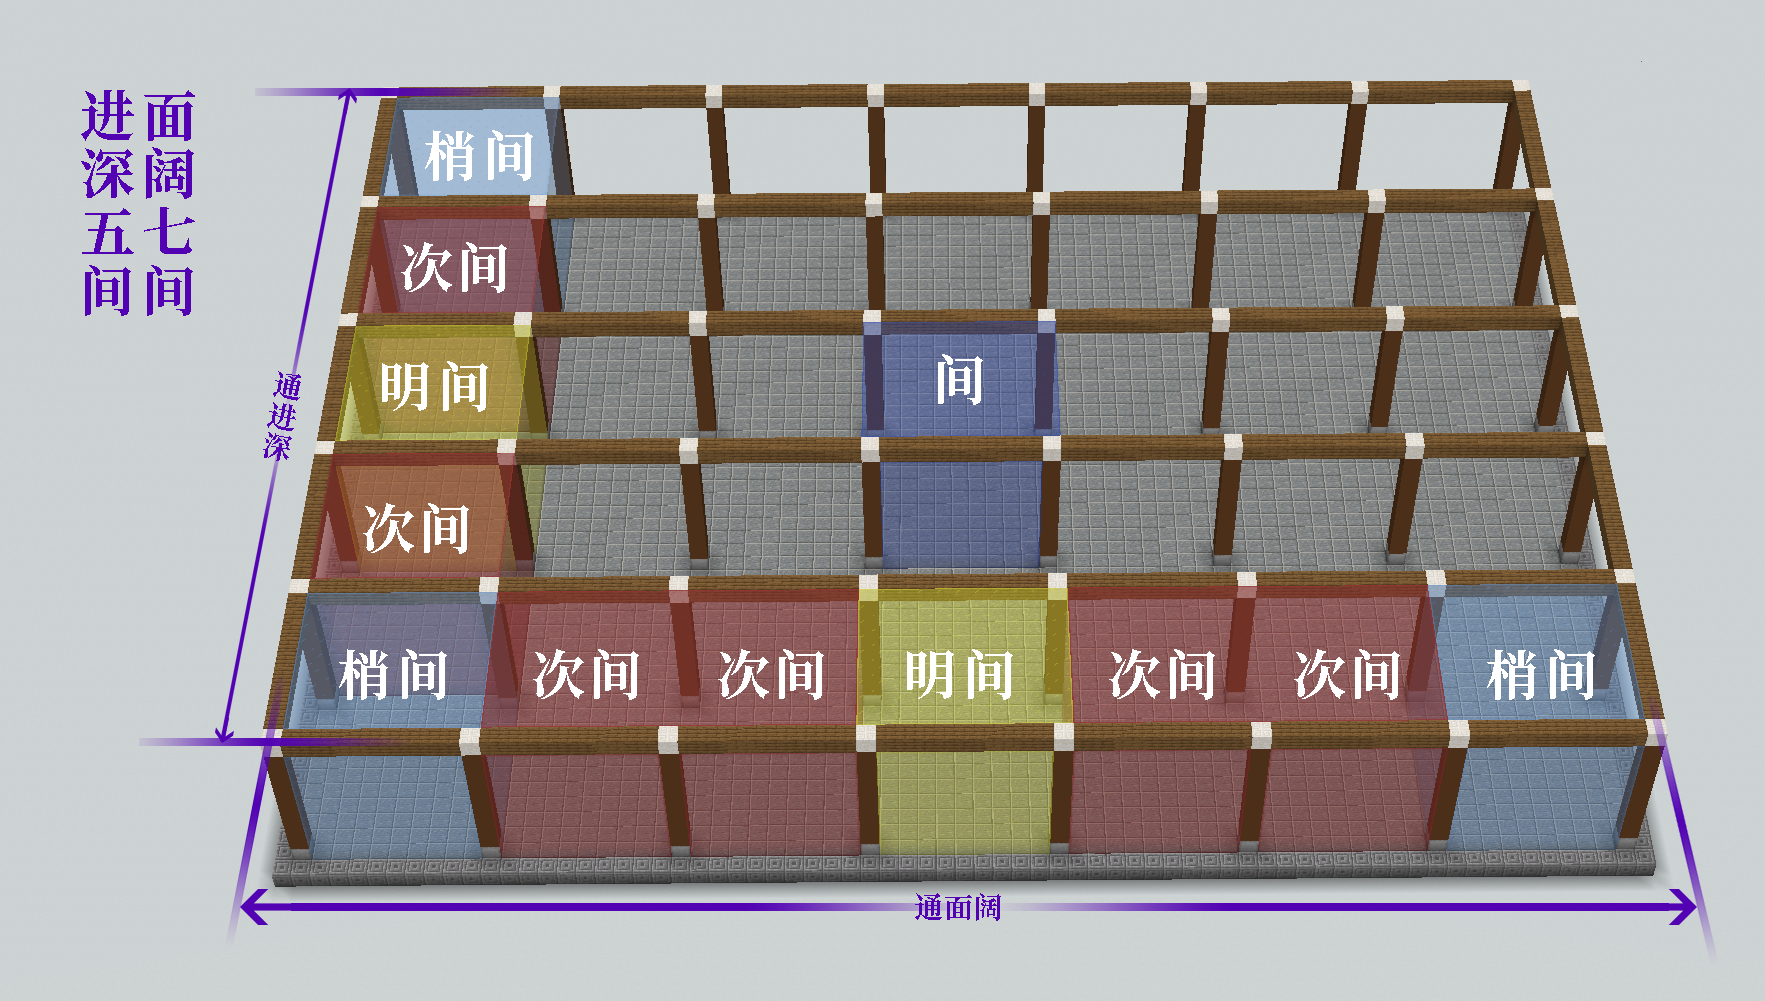 面阔七间
进深五间
梢间
次间
明间
间
次间
梢间 次间 次间 明间 次间 次间 梢间
通进深
通面阔